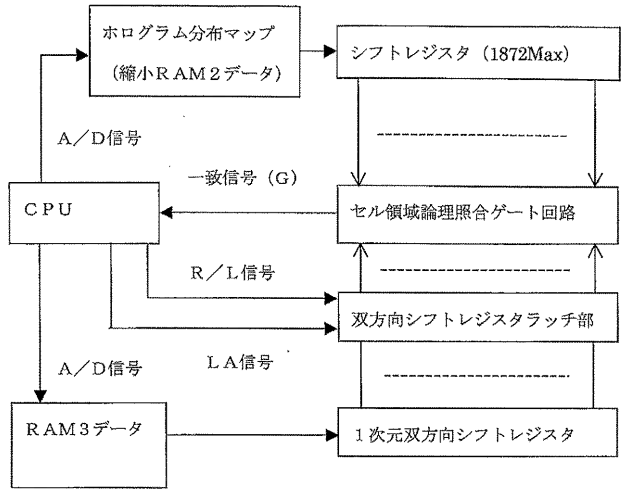 ホログラム分布マップ
（縮小ＲＡＭ２データ）
シフトレジスタ（1872Max）
Ａ／Ｄ信号
一致信号（Ｇ）
ＣＰＵ
セル領域論理照合ゲート回路
Ｒ／Ｌ信号
双方向シフトレジスタラッチ部
Ａ／Ｄ信号
ＬＡ信号
ＲＡＭ３データ
１次元双方向シフトレジスタ